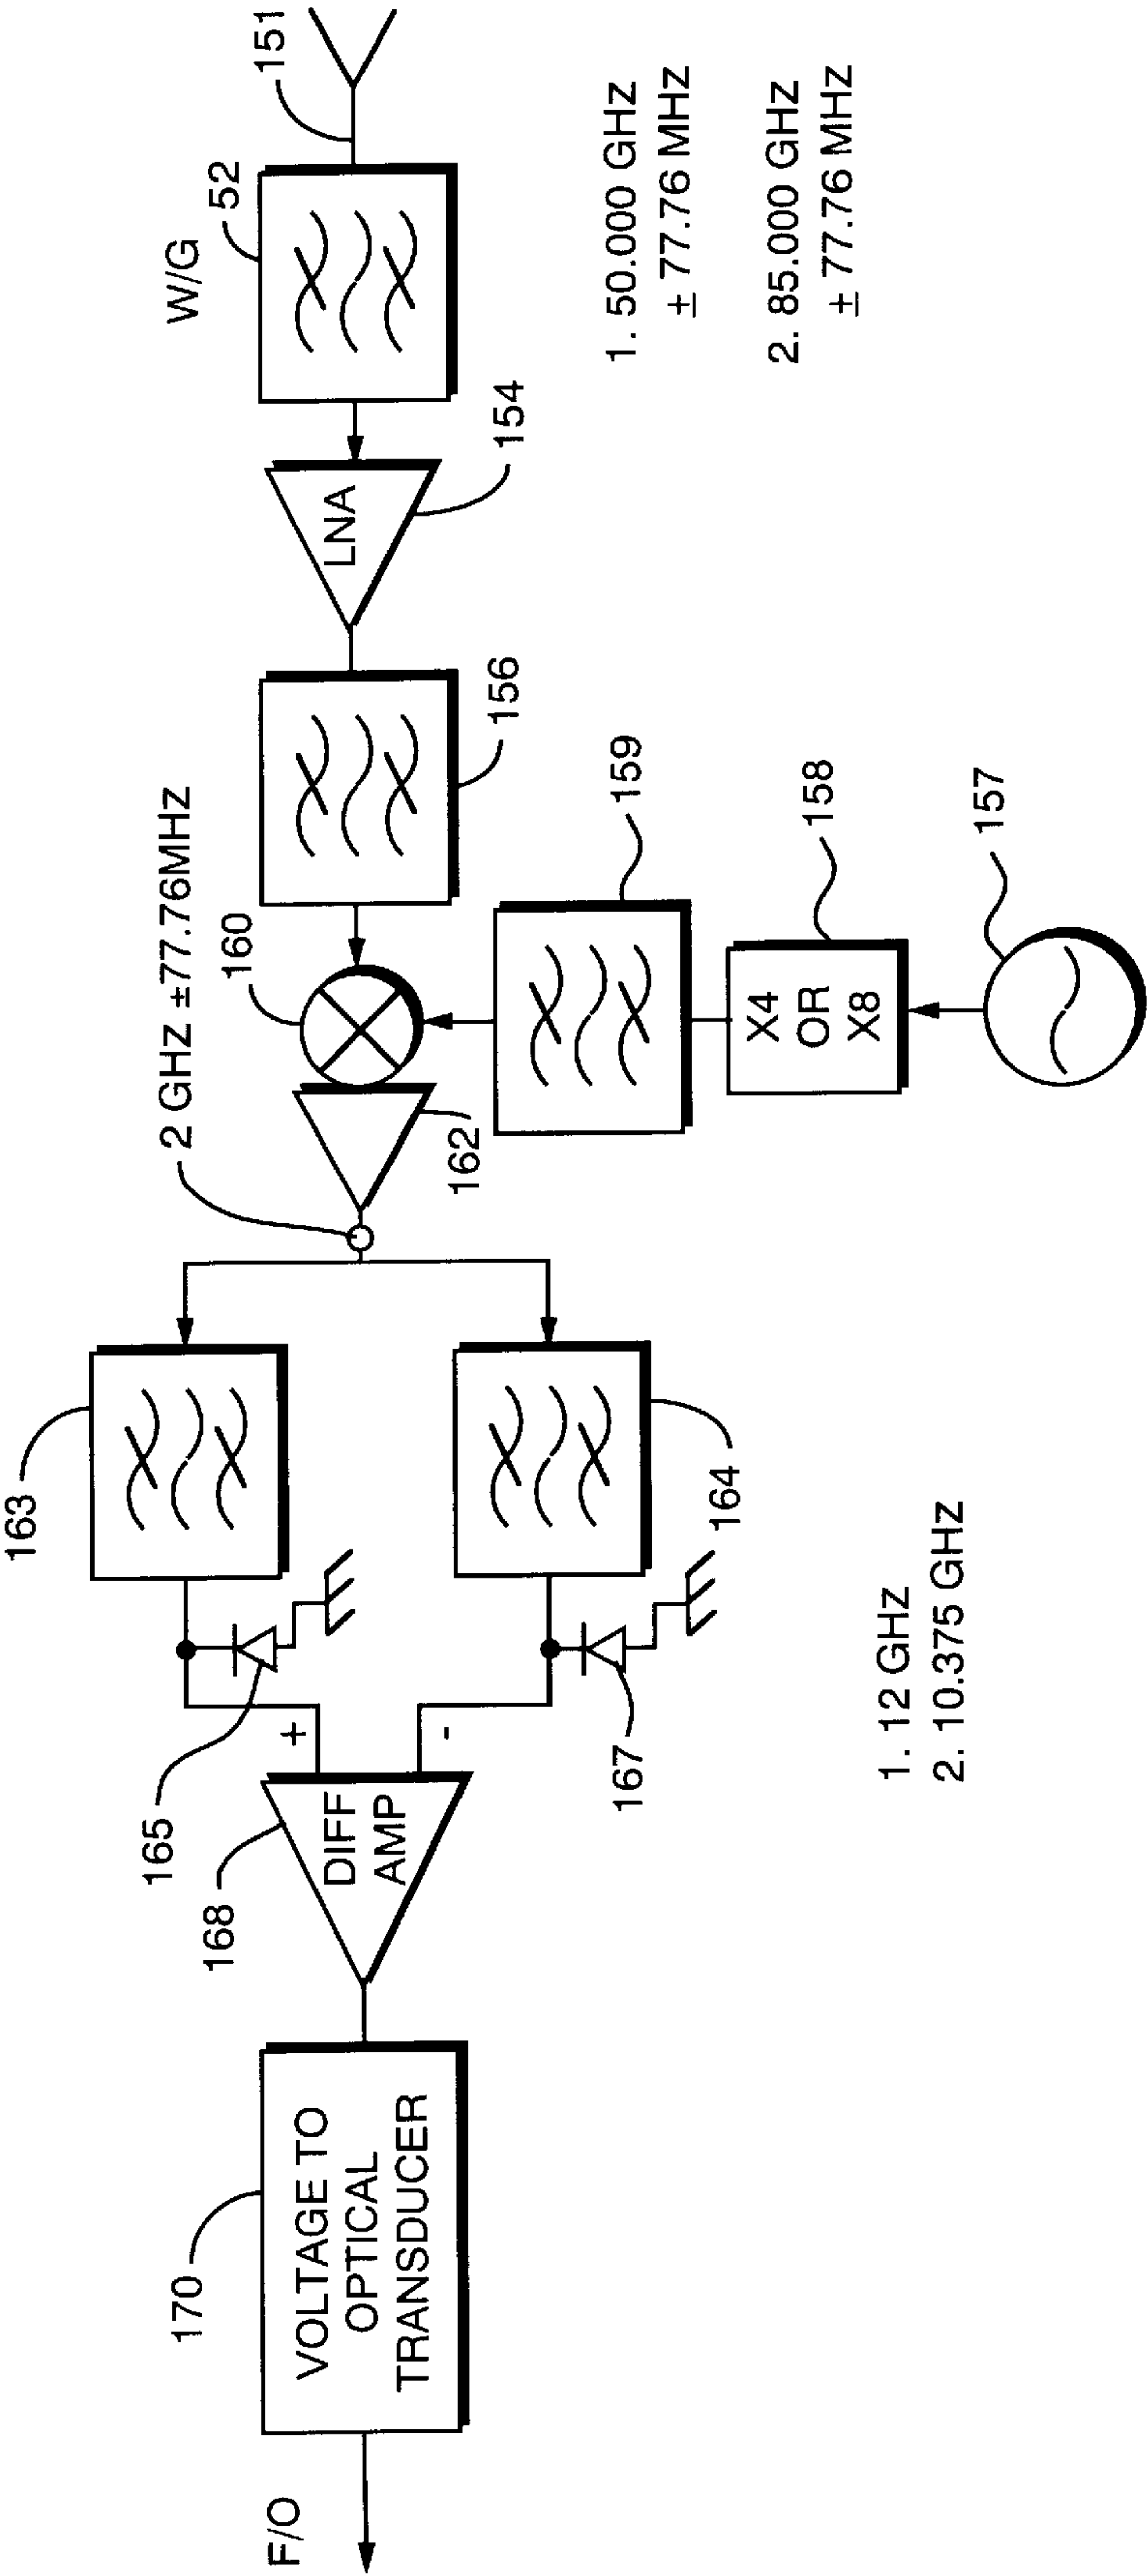 F/O
170
VOLTAGE TO
OPTICAL
TRANSDUCER
168
DIFF
AMP
+
-
165
167
163
164
2 GHZ ±77.76MHZ
162
160
159
X4
OR
X8
158
157
156
LNA
154
W/G
52
151
1. 12 GHZ
2. 10.375 GHZ
1. 50.000 GHZ
± 77.76 MHZ
2. 85.000 GHZ
± 77.76 MHZ